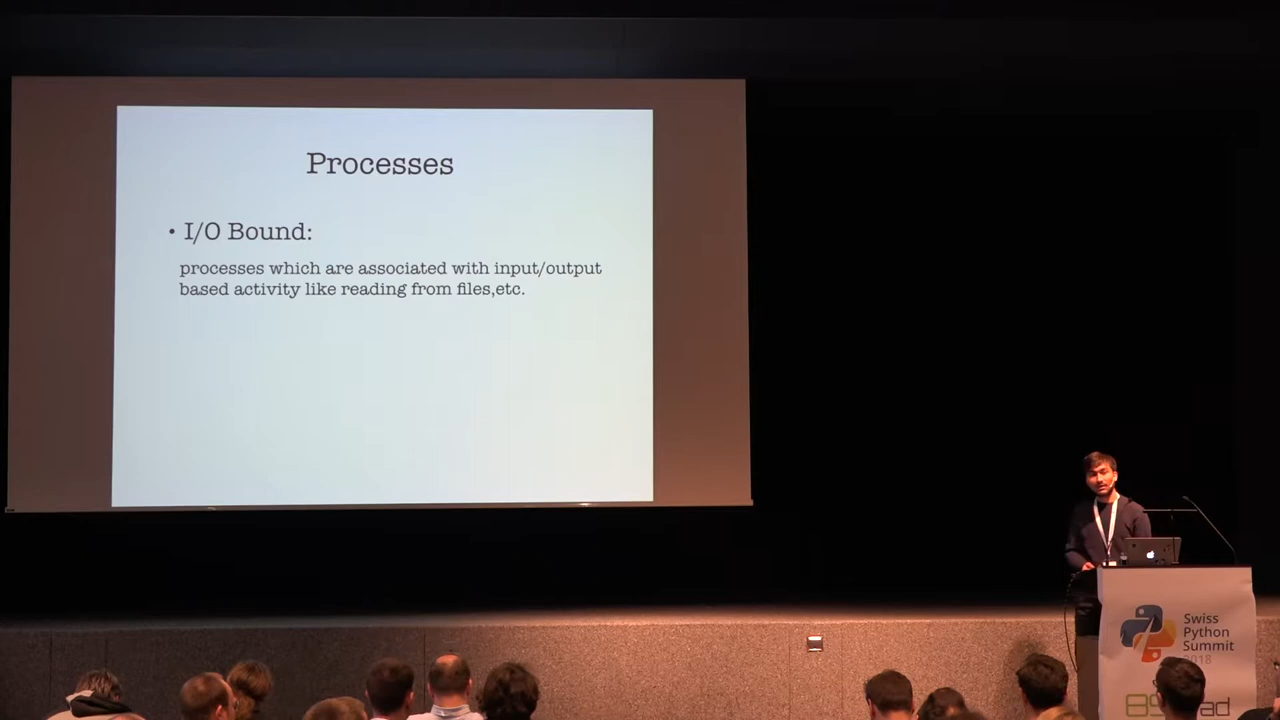 Processes
• I/O Bound:
processes which are associated with input/output
based activity like reading from files,etc.
Swiss
Python
Summit
2018